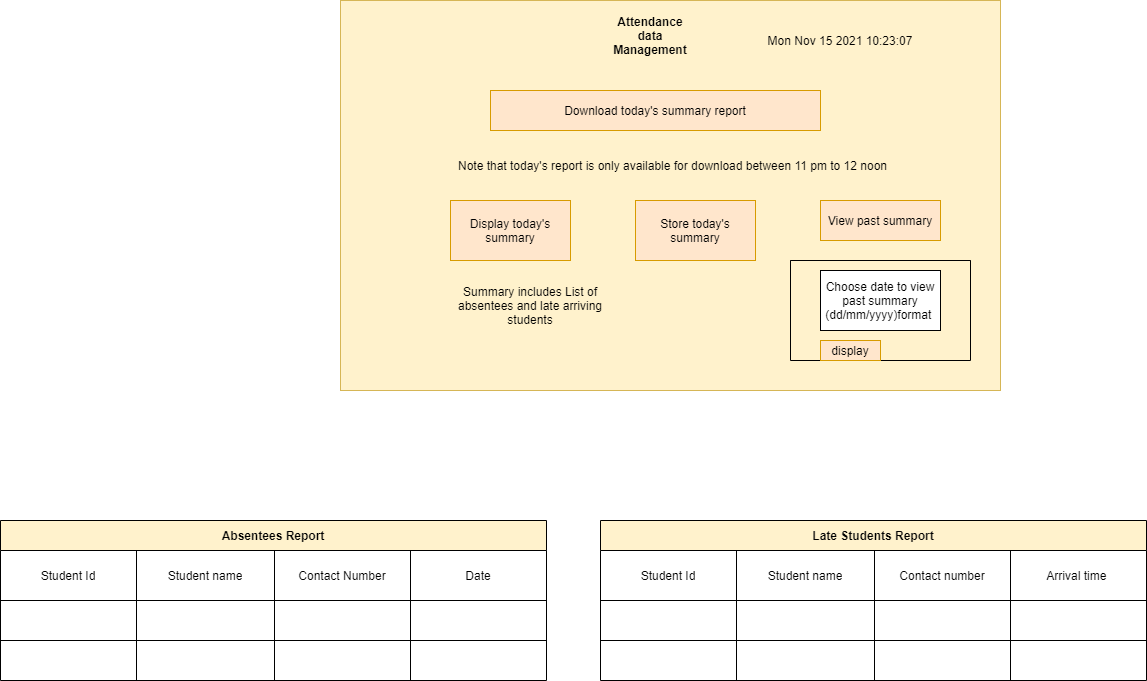 Attendance
data
Management
Mon Nov 15 2021 10:23:07
Download today's summary report
Note that today's report is only available for download between 11 pm to 12 noon
Display today's
summary
Store today's
summary
View past summary
Summary includes List of
absentees and late arriving
students
Choose date to view
past summary
(dd/mm/yyyy)format
display
Absentees Report
Student Id
Student name
Contact Number
Date
Late Students Report
Student Id
Student name
Contact number
Arrival time